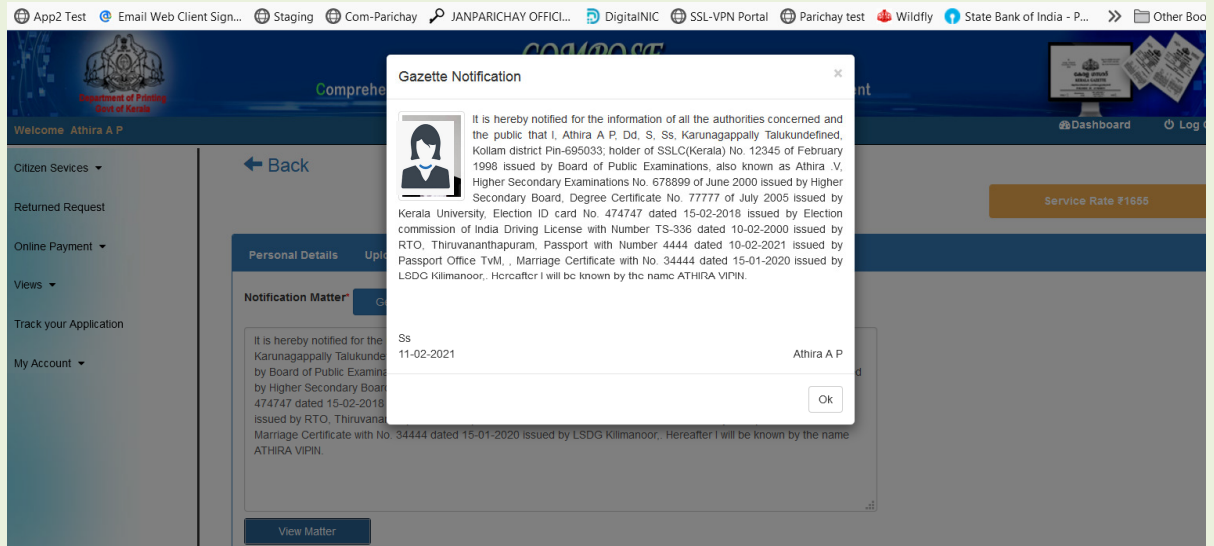 App2 Test @ Email Web Client Sign... Staging Com-Parichay JANPARICHAY OFFICI... DigitalNIC SSL-VPN Portal Parichay test Wildfly State Bank of India - P... Other Boo
COMPOSE
Department of Printing
Govt of Kerala
Comprehe
ent
Welcome Athira A P
Dashboard Log
Citizen Sevices
Returned Request
Online Payment
Views
Track your Application
My Account
Back
Service Rate ₹1655
Personal Details Uplo
Notification Matter*
It is hereby notified for the
Karunagappally Talukunde
by Board of Public Examina
by Higher Secondary Board
474747 dated 15-02-2018
issued by RTO, Thiruvanan
Marriage Certificate with No. 34444 dated 15-01-2020 issued by LSDG Kilimanoor,. Hereafter I will be known by the name
ATHIRA VIPIN.
View Matter
Gazette Notification ×
It is hereby notified for the information of all the authorities concerned and
the public that I, Athira A P, Dd, S, Ss, Karunagappally Talukundefined,
Kollam district Pin-695033; holder of SSLC(Kerala) No. 12345 of February
1998 issued by Board of Public Examinations, also known as Athira .V,
Higher Secondary Examinations No. 678899 of June 2000 issued by Higher
Secondary Board, Degree Certificate No. 77777 of July 2005 issued by
Kerala University, Election ID card No. 474747 dated 15-02-2018 issued by Election
commission of India Driving License with Number TS-336 dated 10-02-2000 issued by
RTO, Thiruvananthapuram, Passport with Number 4444 dated 10-02-2021 issued by
Passport Office TvM, , Marriage Certificate with No. 34444 dated 15-01-2020 issued by
LSDG Kilimanoor,. Hereafter I will be known by the name ATHIRA VIPIN.
Ss
11-02-2021 Athira A P
Ok